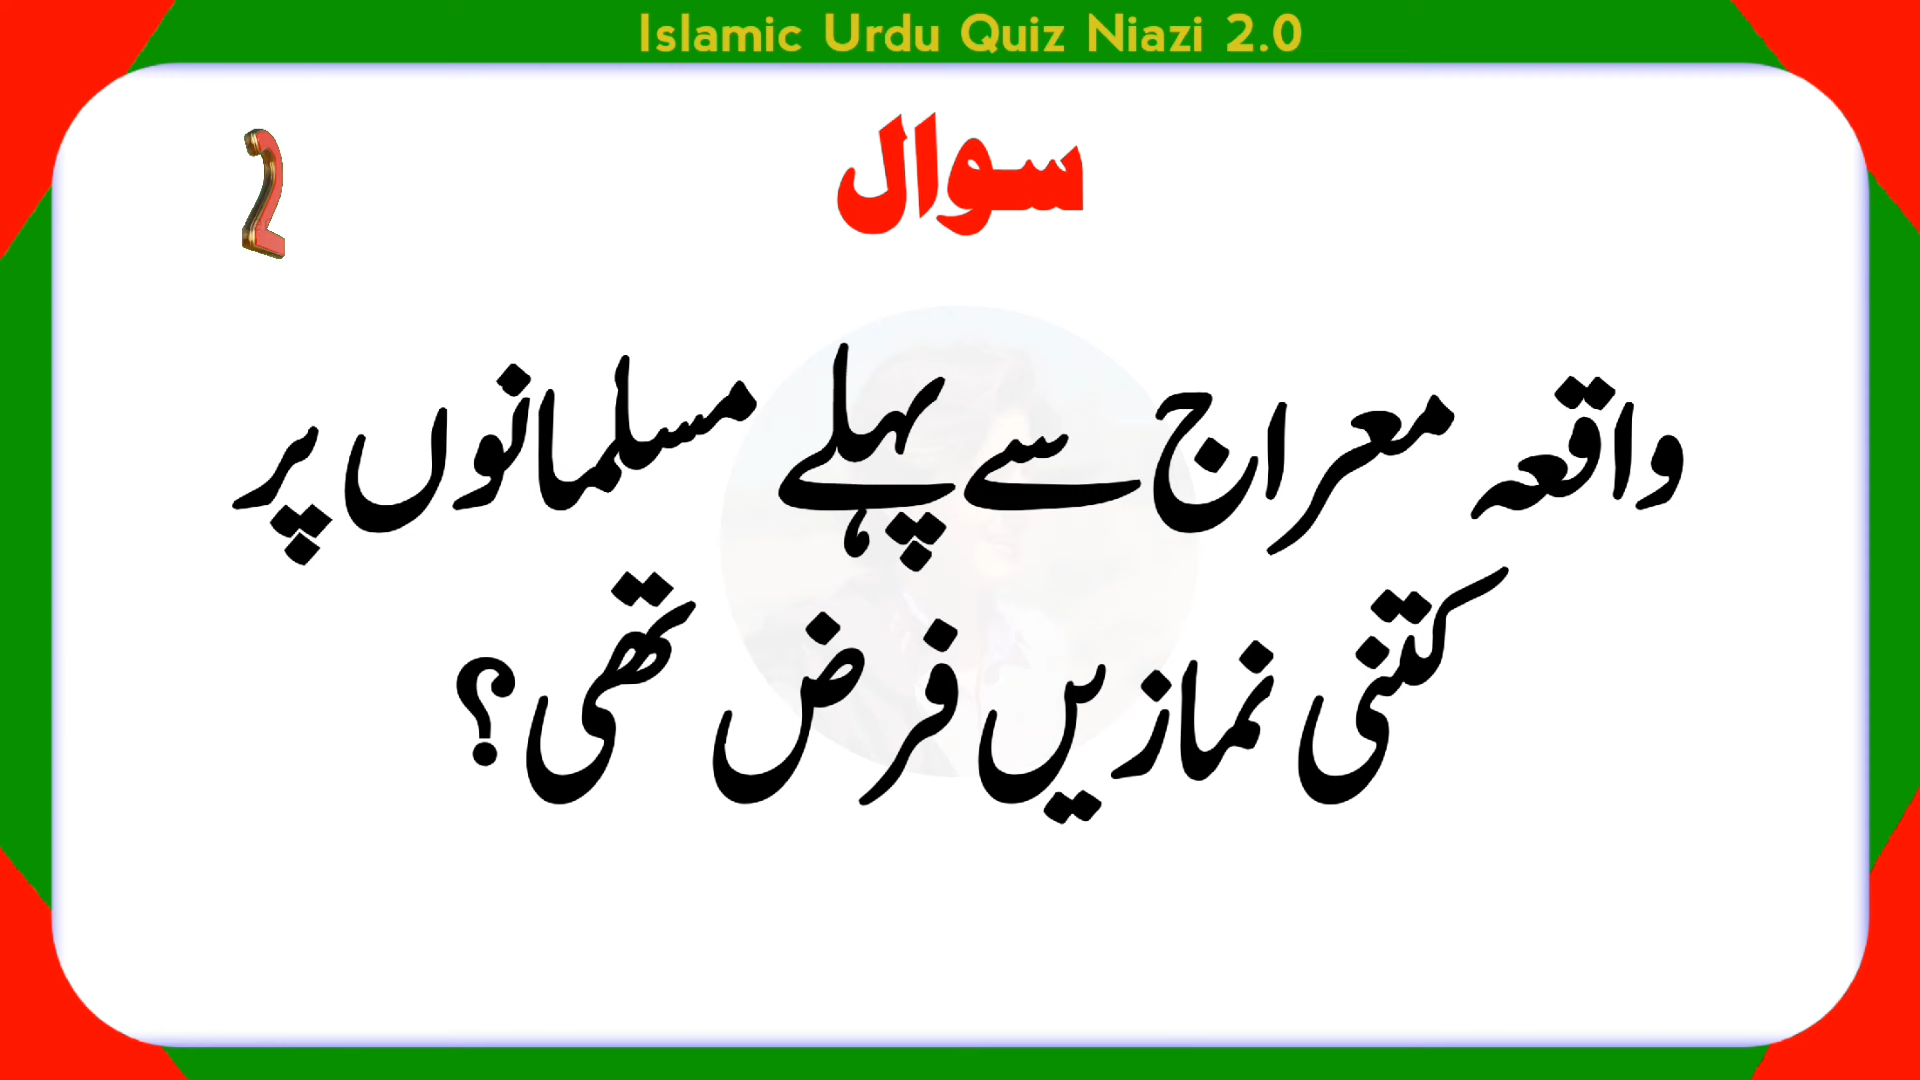 Islamic Urdu Quiz Niazi 2.0
2
سوال
واقعہ معراج سے پہلے مسلمانوں پر
کتنی نمازیں فرض تھی؟